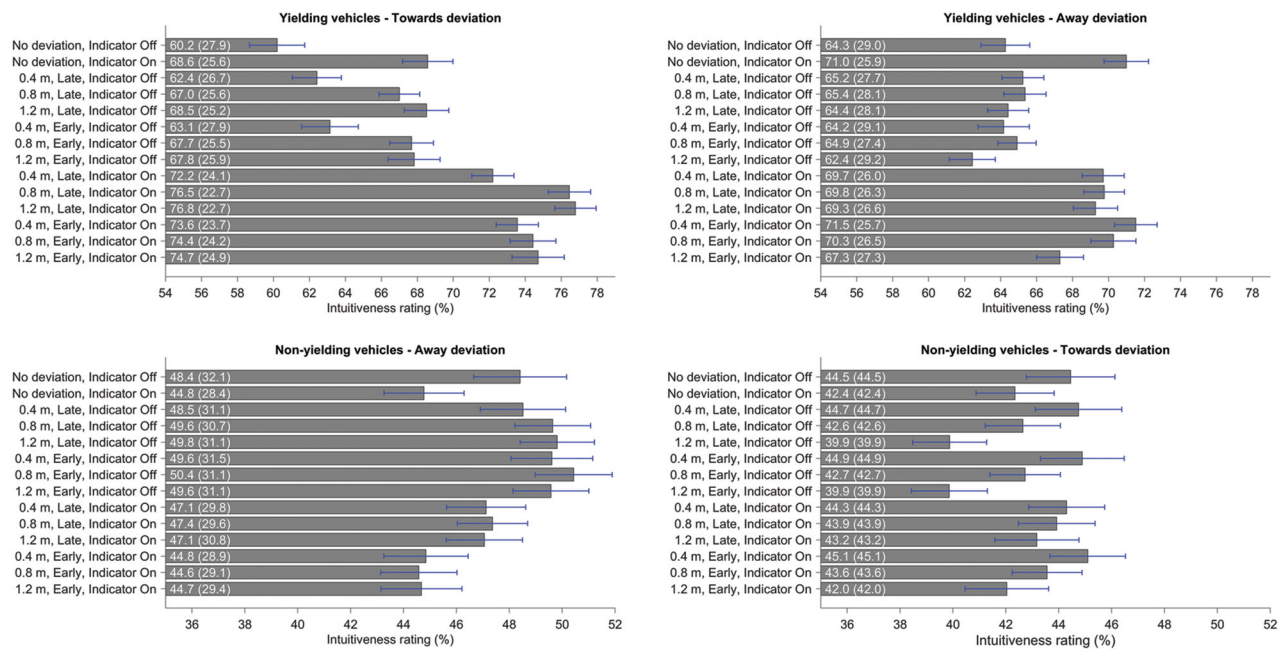 Yielding vehicles - Towards deviation
No deviation, Indicator Off 60.2 (27.9)
No deviation, Indicator On 68.6 (25.6)
0.4 m, Late, Indicator Off 62.4 (26.7)
0.8 m, Late, Indicator Off 67.0 (25.6)
1.2 m, Late, Indicator Off 68.5 (25.2)
0.4 m, Early, Indicator Off 63.1 (27.9)
0.8 m, Early, Indicator Off 67.7 (25.5)
1.2 m, Early, Indicator Off 67.8 (25.9)
0.4 m, Late, Indicator On 72.2 (24.1)
0.8 m, Late, Indicator On 76.5 (22.7)
1.2 m, Late, Indicator On 76.8 (22.7)
0.4 m, Early, Indicator On 73.6 (23.7)
0.8 m, Early, Indicator On 74.4 (24.2)
1.2 m, Early, Indicator On 74.7 (24.9)
54 56 58 60 62 64 66 68 70 72 74 76 78
Intuitiveness rating (%)
Yielding vehicles - Away deviation
No deviation, Indicator Off 64.3 (29.0)
No deviation, Indicator On 71.0 (25.9)
0.4 m, Late, Indicator Off 65.2 (27.7)
0.8 m, Late, Indicator Off 65.4 (28.1)
1.2 m, Late, Indicator Off 64.4 (28.1)
0.4 m, Early, Indicator Off 64.2 (29.1)
0.8 m, Early, Indicator Off 64.9 (27.4)
1.2 m, Early, Indicator Off 62.4 (29.2)
0.4 m, Late, Indicator On 69.7 (26.0)
0.8 m, Late, Indicator On 69.8 (26.3)
1.2 m, Late, Indicator On 69.3 (26.6)
0.4 m, Early, Indicator On 71.5 (25.7)
0.8 m, Early, Indicator On 70.3 (26.5)
1.2 m, Early, Indicator On 67.3 (27.3)
54 56 58 60 62 64 66 68 70 72 74 76 78
Intuitiveness rating (%)
Non-yielding vehicles - Away deviation
No deviation, Indicator Off 48.4 (32.1)
No deviation, Indicator On 44.8 (28.4)
0.4 m, Late, Indicator Off 48.5 (31.1)
0.8 m, Late, Indicator Off 49.6 (30.7)
1.2 m, Late, Indicator Off 49.8 (31.1)
0.4 m, Early, Indicator Off 49.6 (31.5)
0.8 m, Early, Indicator Off 50.4 (31.1)
1.2 m, Early, Indicator Off 49.6 (31.1)
0.4 m, Late, Indicator On 47.1 (29.8)
0.8 m, Late, Indicator On 47.4 (29.6)
1.2 m, Late, Indicator On 47.1 (30.8)
0.4 m, Early, Indicator On 44.8 (28.9)
0.8 m, Early, Indicator On 44.6 (29.1)
1.2 m, Early, Indicator On 44.7 (29.4)
36 38 40 42 44 46 48 50 52
Intuitiveness rating (%)
Non-yielding vehicles - Towards deviation
No deviation, Indicator Off 44.5 (44.5)
No deviation, Indicator On 42.4 (42.4)
0.4 m, Late, Indicator Off 44.7 (44.7)
0.8 m, Late, Indicator Off 42.6 (42.6)
1.2 m, Late, Indicator Off 39.9 (39.9)
0.4 m, Early, Indicator Off 44.9 (44.9)
0.8 m, Early, Indicator Off 42.7 (42.7)
1.2 m, Early, Indicator Off 39.9 (39.9)
0.4 m, Late, Indicator On 44.3 (44.3)
0.8 m, Late, Indicator On 43.9 (43.9)
1.2 m, Late, Indicator On 43.2 (43.2)
0.4 m, Early, Indicator On 45.1 (45.1)
0.8 m, Early, Indicator On 43.6 (43.6)
1.2 m, Early, Indicator On 42.0 (42.0)
36 38 40 42 44 46 48 50 52
Intuitiveness rating (%)